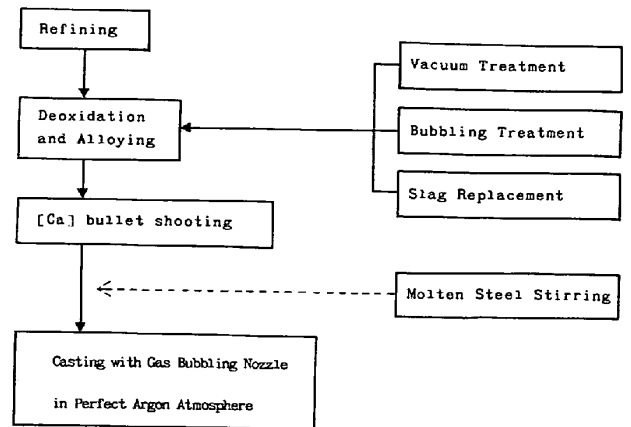 Refining
Vacuum Treatment
Deoxidation
and Alloying
Bubbling Treatment
Slag Replacement
[Ca] bullet shooting
Molten Steel Stirring
Casting with Gas Bubbling Nozzle
in Perfect Argon Atmosphere